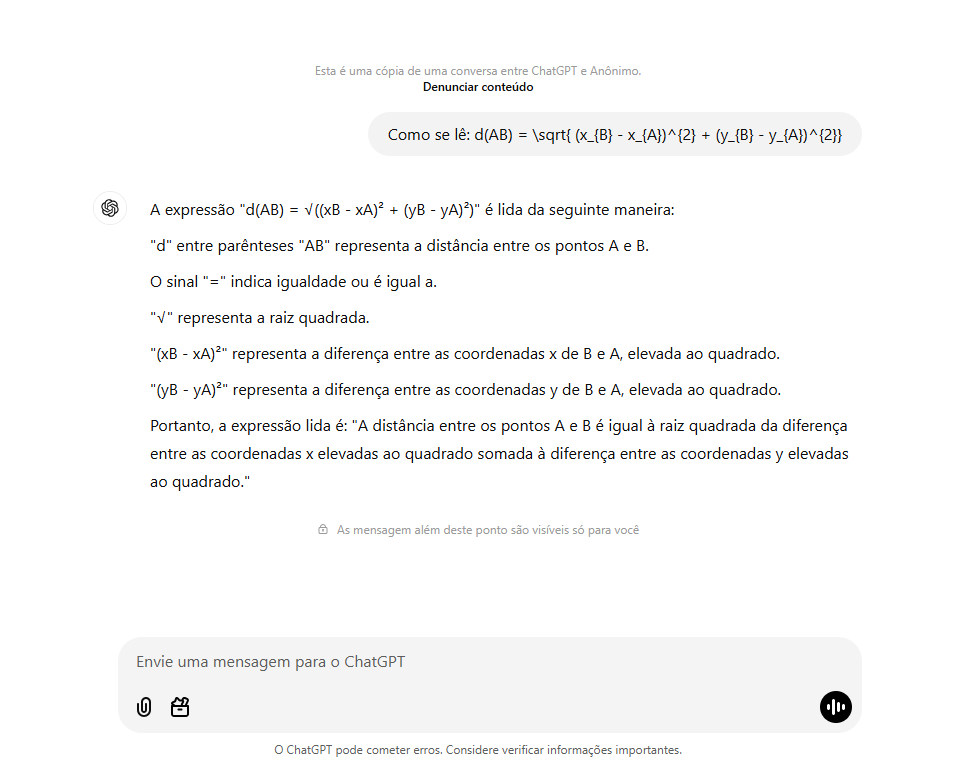 Esta é uma cópia de uma conversa entre ChatGPT e Anônimo.
Denunciar conteúdo
Como se lê: d(AB) = \sqrt{ (x_{B} - x_{A})^{2} + (y_{B} - y_{A})^{2}}
A expressão "d(AB) = √((xB - xA)² + (yB - yA)²)" é lida da seguinte maneira:
"d" entre parênteses "AB" representa a distância entre os pontos A e B.
O sinal "=" indica igualdade ou é igual a.
"√" representa a raiz quadrada.
"(xB - xA)²" representa a diferença entre as coordenadas x de B e A, elevada ao quadrado.
"(yB - yA)²" representa a diferença entre as coordenadas y de B e A, elevada ao quadrado.
Portanto, a expressão lida é: "A distância entre os pontos A e B é igual à raiz quadrada da diferença
entre as coordenadas x elevadas ao quadrado somada à diferença entre as coordenadas y elevadas
ao quadrado."
As mensagem além deste ponto são visíveis só para você
Envie uma mensagem para o ChatGPT
O ChatGPT pode cometer erros. Considere verificar informações importantes.